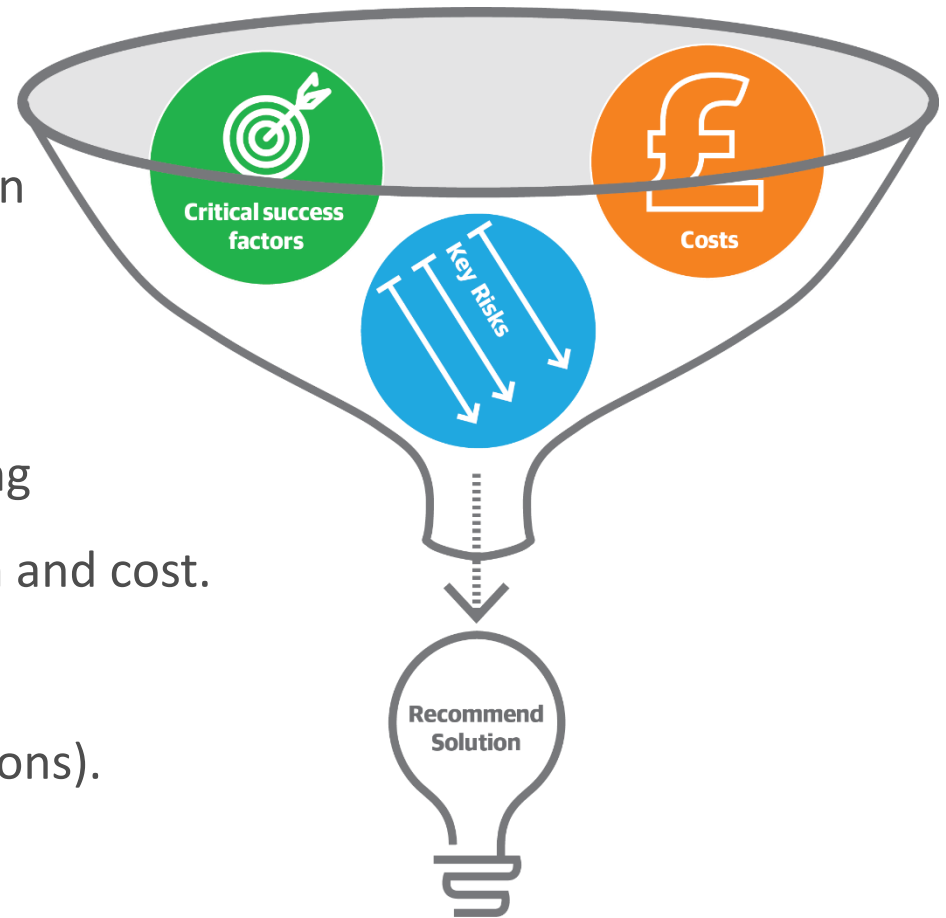 n
ng
and cost.
ons).
Critical success
factors
£
Costs
Key Risks
Recommend
Solution